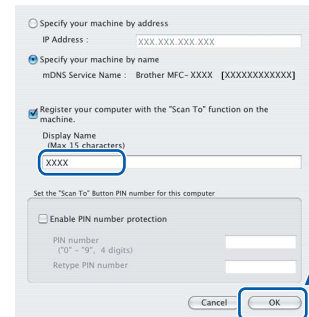 Specify your machine by address
IP Address :
XXX.XXX.XXX.XXX
Specify your machine by name
mDNS Service Name : Brother MFC- XXXX [XXXXXXXXXXXX]
Register your computer with the "Scan To" function on the
machine.
Display Name
(Max 15 characters)
XXXX
Set the "Scan To" Button PIN number for this computer
Enable PIN number protection
PIN number
("0" - "9", 4 digits)
Retype PIN number
Cancel OK